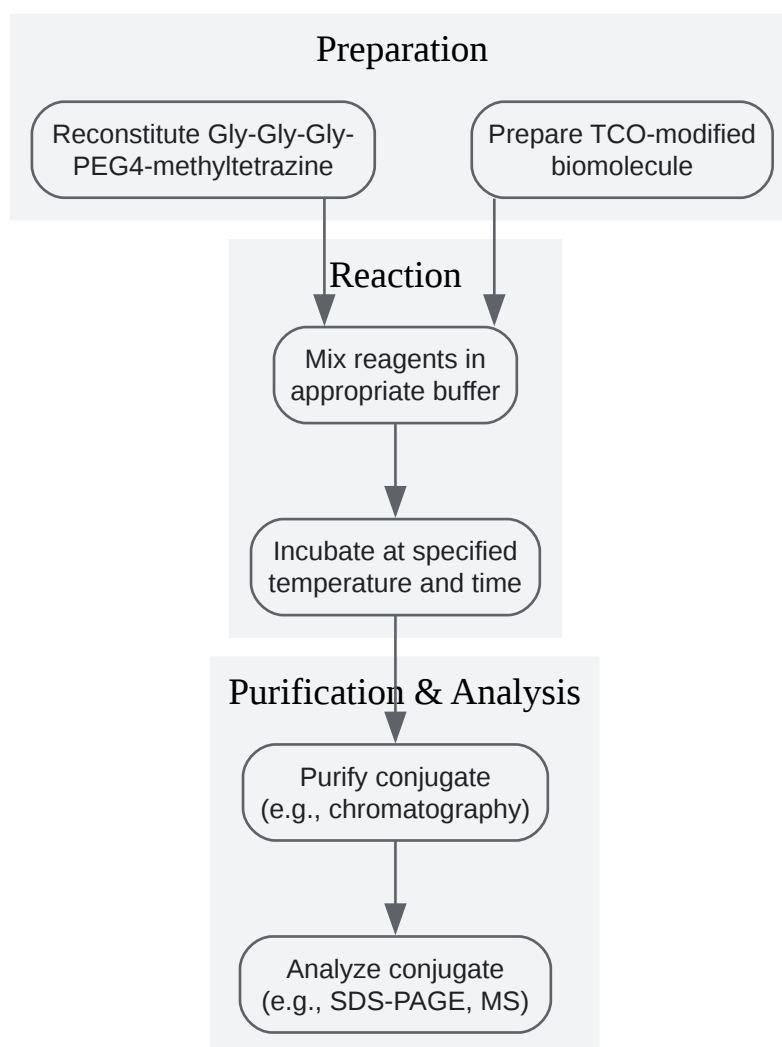 Preparation
Reconstitute Gly-Gly-Gly-
PEG4-methyltetrazine
Prepare TCO-modified
biomolecule
Reaction
Mix reagents in
appropriate buffer
Incubate at specified
temperature and time
Purification & Analysis
Purify conjugate
(e.g., chromatography)
Analyze conjugate
(e.g., SDS-PAGE, MS)